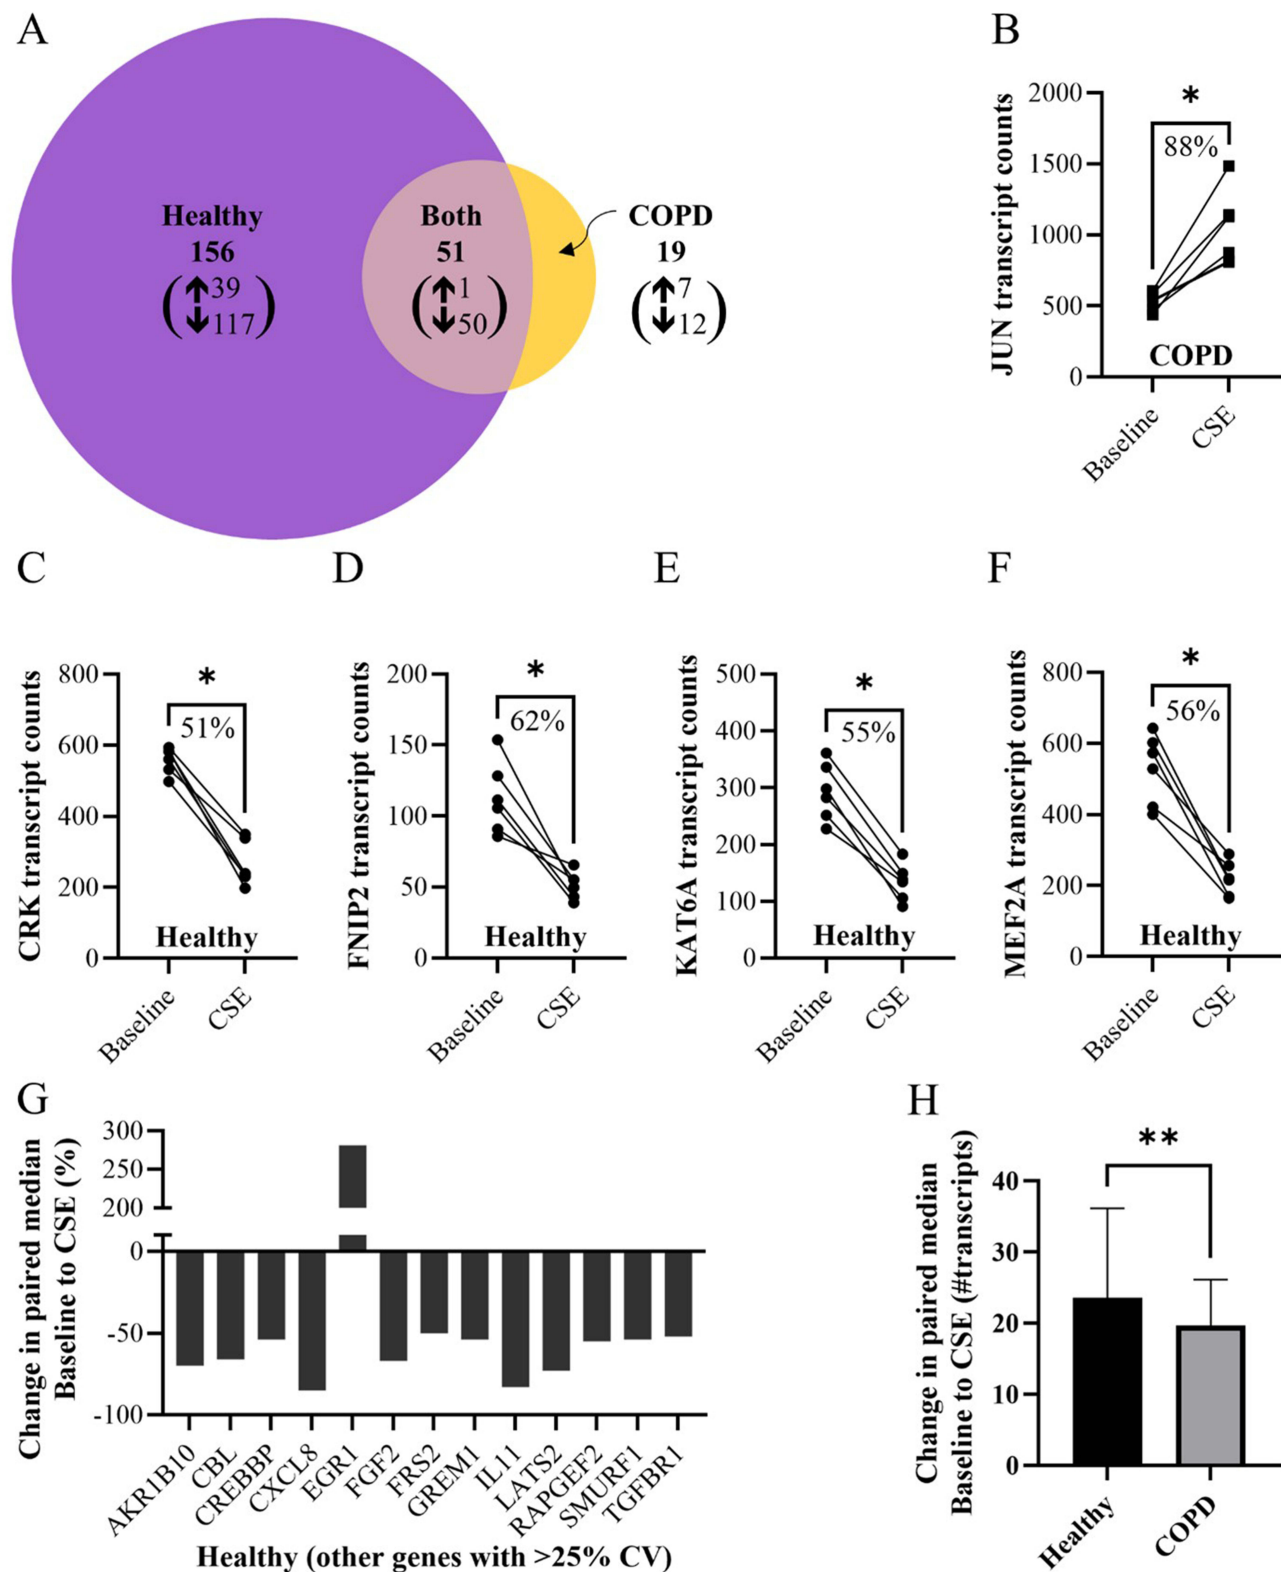 A
Healthy
156
(↑39
↓117)
Both
51
(↑1
↓50)
COPD
19
(↑7
↓12)
B
JUN transcript counts
2000
1500
1000
500
0
*
88%
COPD
Baseline
CSE
C
CRK transcript counts
800
600
400
200
0
*
51%
Healthy
Baseline
CSE
D
FNIP2 transcript counts
200
150
100
50
0
*
62%
Healthy
Baseline
CSE
E
KAT6A transcript counts
500
400
300
200
100
0
*
55%
Healthy
Baseline
CSE
F
MEF2A transcript counts
800
600
400
200
0
*
56%
Healthy
Baseline
CSE
G
Change in paired median
Baseline to CSE (%)
300
250
200
0
-50
-100
AKR1B10
CBL
CREBBP
CXCL8
EGR1
FGF2
FRS2
GREM1
IL11
LATS2
RAPGEF2
SMURF1
TGFBR1
Healthy (other genes with >25% CV)
H
Change in paired median
Baseline to CSE (#transcripts)
40
30
20
10
0
**
Healthy
COPD